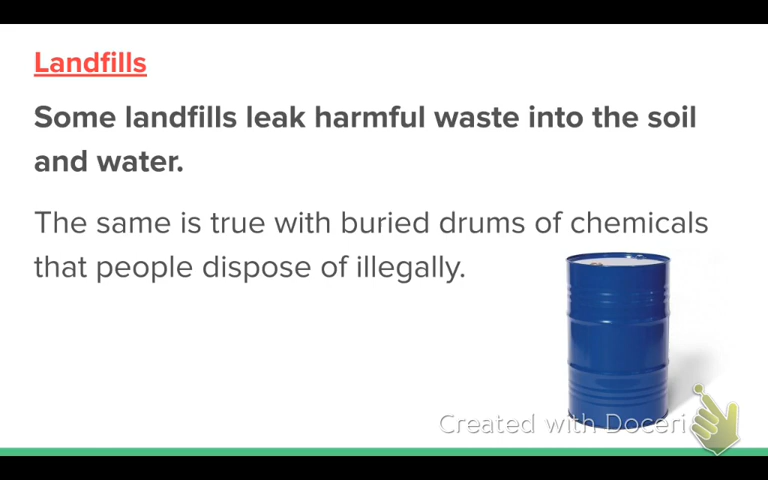 Landfills
Some landfills leak harmful waste into the soil
and water.
The same is true with buried drums of chemicals
that people dispose of illegally.
Created with Doceri